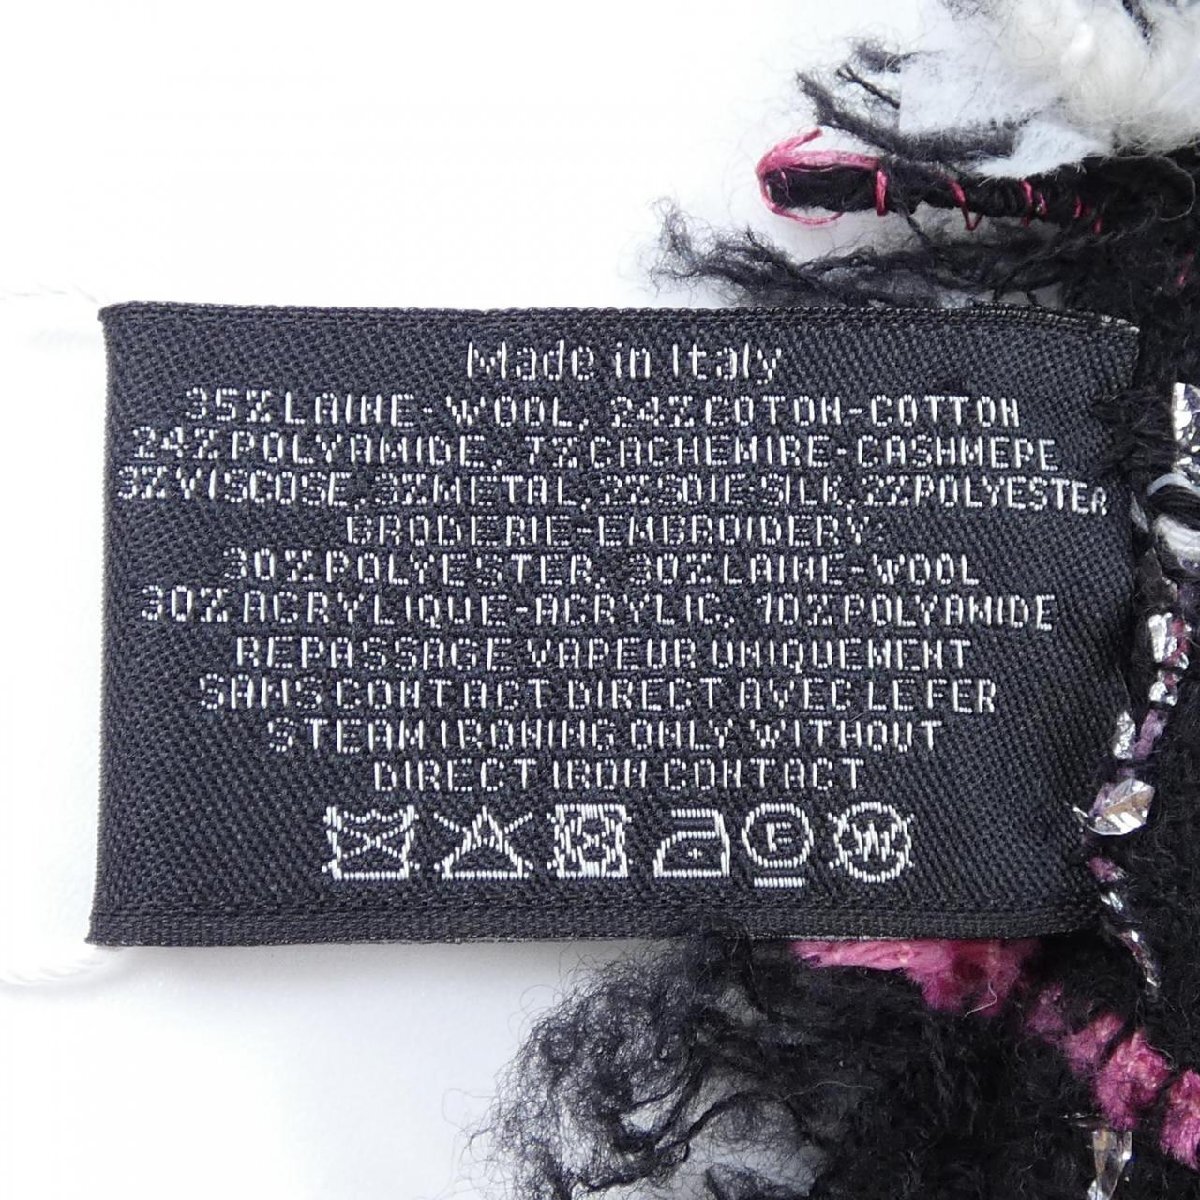 Made in Italy
35% LAINE-WOOL, 24% COTON-COTTON
24% POLYAMIDE, 7% CACHEMIRE-CASHMERE
3% VISCOSE, 3% METAL, 2% SOIE SILK, 2% POLYESTER
BRODERIE-EMBROIDERY:
30% POLYESTER, 30% LAINE-WOOL
30% ACRYLIQUE-ACRYLIC, 10% POLYAMIDE
REPASSAGE VAPEUR UNIQUEMENT
SANS CONTACT DIRECT AVEC LE FER
STEAM IRONING ONLY WITHOUT
DIRECT IRON CONTACT
P W